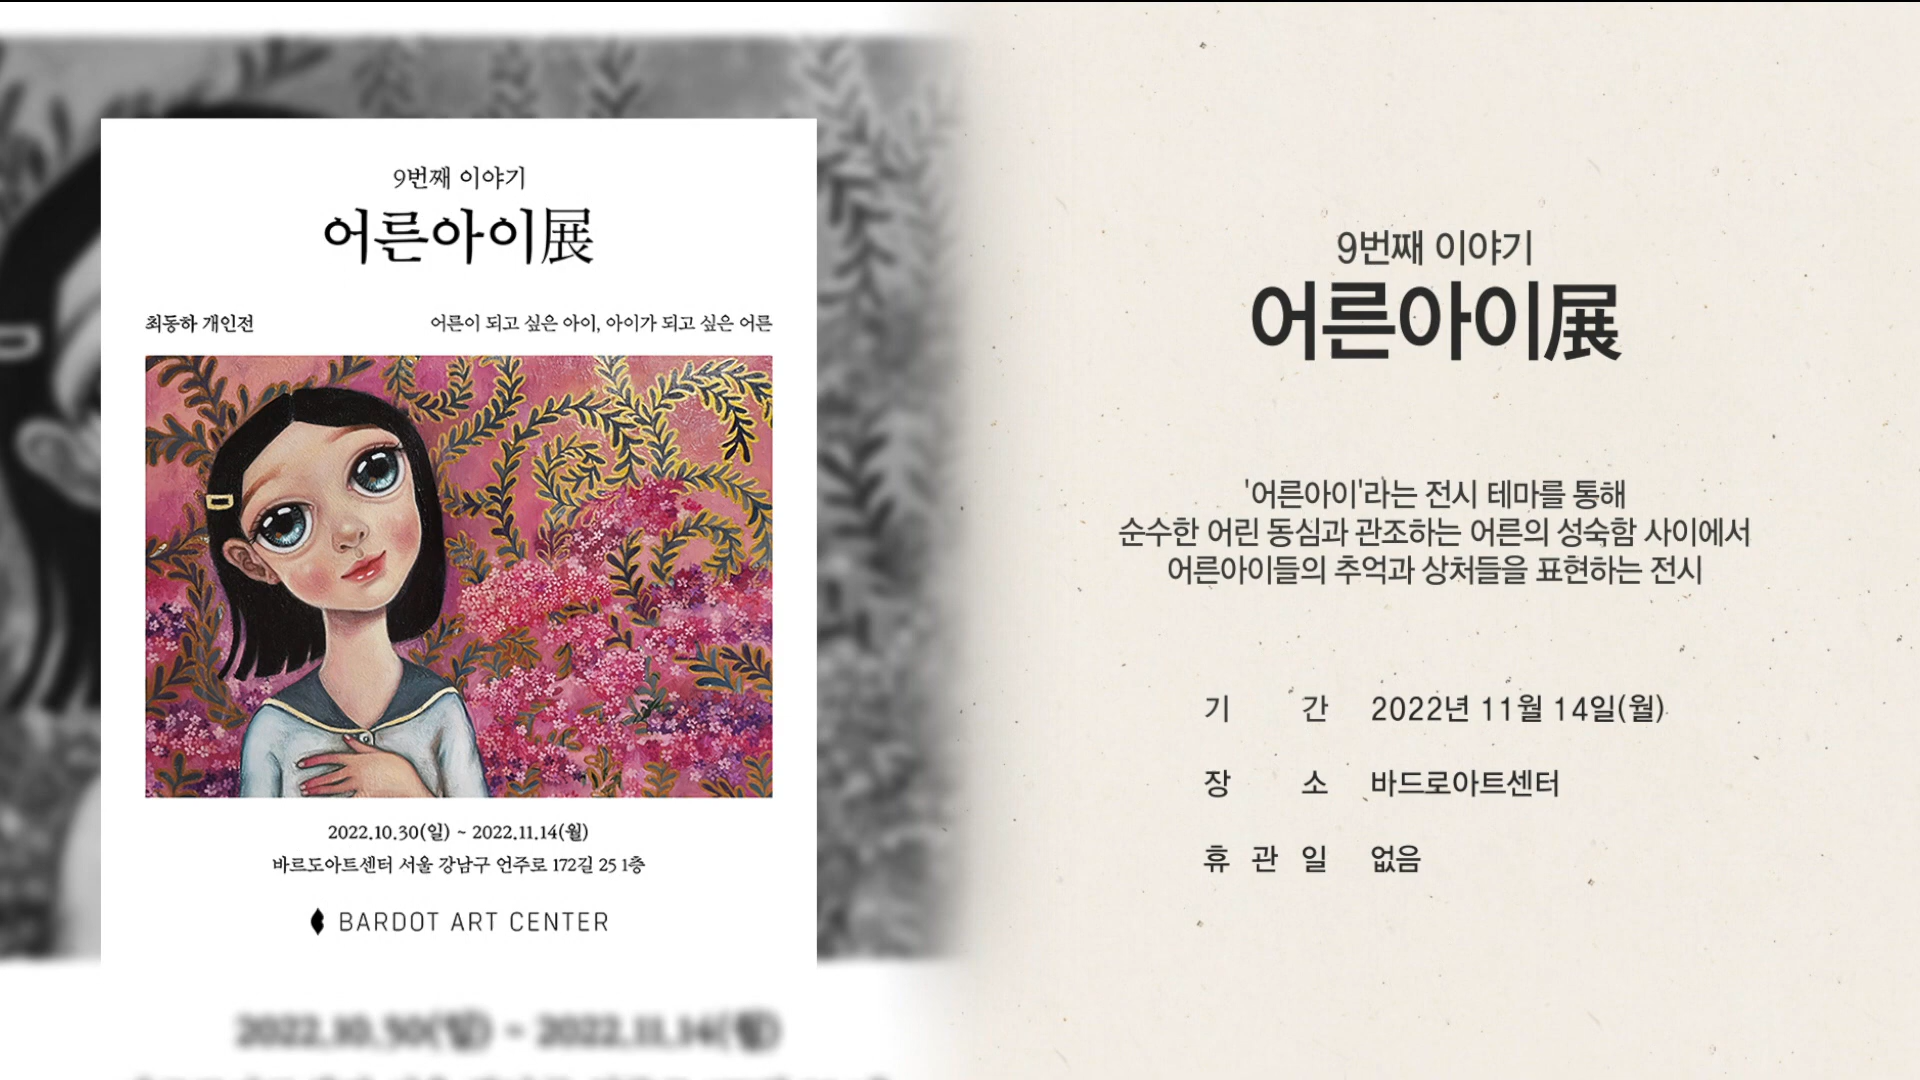 9번째 이야기
어른아이展
최동하 개인전
어른이 되고 싶은 아이, 아이가 되고 싶은 어른
2022.10.30(일) ~ 2022.11.14(월)
바르도아트센터 서울 강남구 언주로 172길 25 1층
BARDOT ART CENTER
2022.10.30(일) ~ 2022.11.14(월)
9번째 이야기
어른아이展
'어른아이'라는 전시 테마를 통해
순수한 어린 동심과 관조하는 어른의 성숙함 사이에서
어른아이들의 추억과 상처들을 표현하는 전시
기 간 2022년 11월 14일(월)
장 소 바드로아트센터
휴 관 일 없음